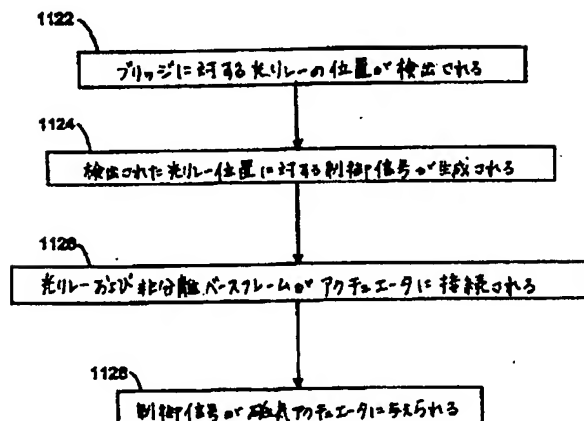 1122
ブリッジに対する光リレーの位置が検出される
1124
検出された光リレー位置に対する制御信号が生成される
1126
光リレーおよび非分離ベースフレームがアクチュエータに接続される
1128
制御信号が磁気アクチュエータに与えられる